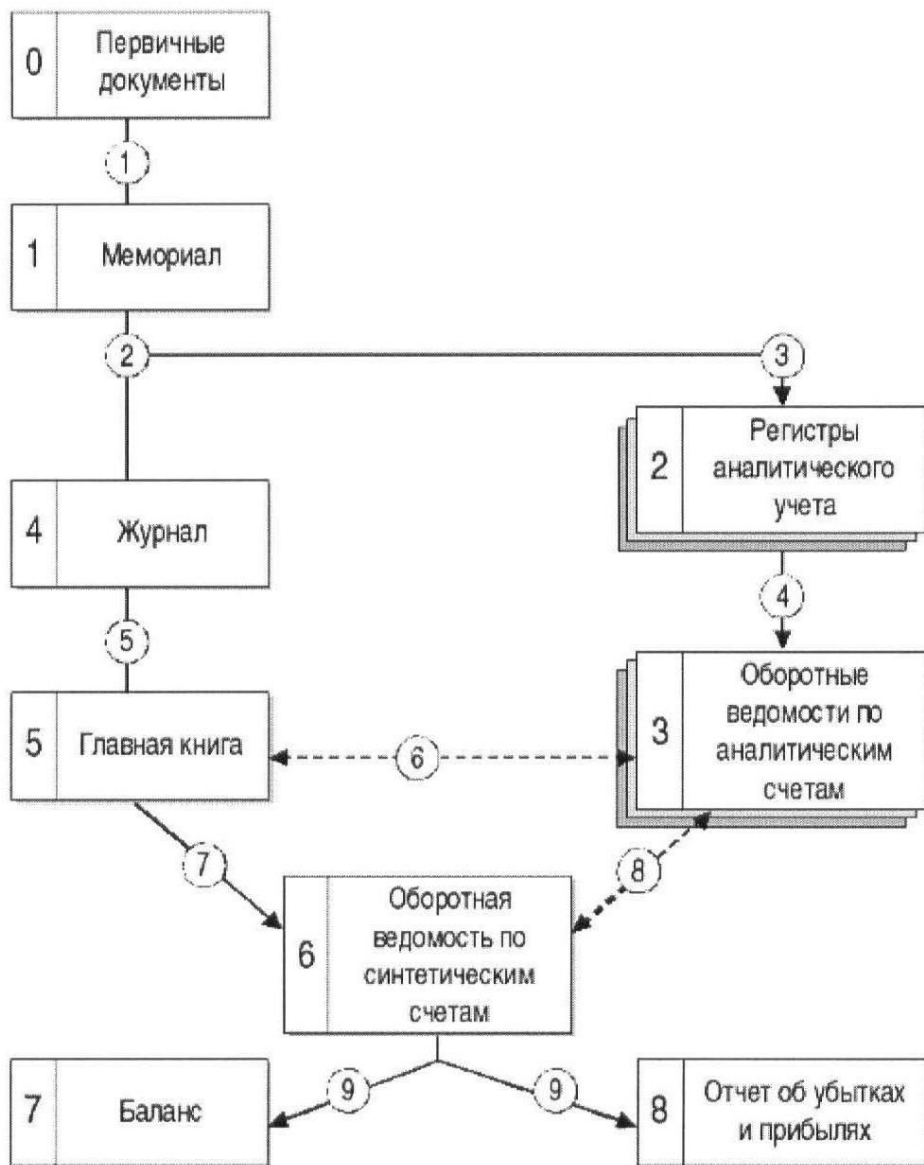 0
Первичные
документы
1
1
Мемориал
2
3
2
Регистры
аналитического
учета
4
Журнал
4
5
3
Оборотные
ведомости по
аналитическим
счетам
5
Главная книга
6
7
8
6
Оборотная
ведомость по
синтетическим
счетам
9
9
7
Баланс
8
Отчет об убытках
и прибылях